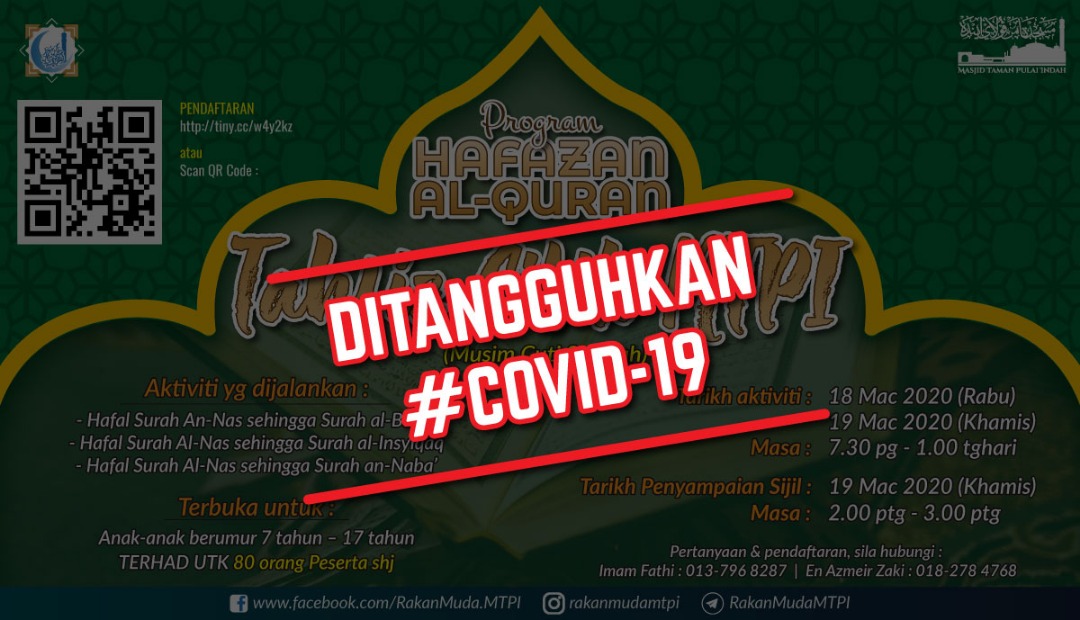 PENDAFTARAN
http://tiny.cc/w4y2kz
atau
Scan QR Code :
MASJID TAMAN PULAI INDAH
Program
HAFAZAN
AL-QURAN
MTPI
DITANGGUHKAN
#COVID-19
Aktiviti yg dijalankan :
- Hafal Surah An-Nas sehingga Surah
- Hafal Surah Al-Nas sehingga Surah al-Insyiqaq
- Hafal Surah Al-Nas sehingga Surah an-Naba'
Terbuka untuk :
Anak-anak berumur 7 tahun – 17 tahun
TERHAD UTK 80 orang Peserta shj
Tarikh aktiviti : 18 Mac 2020 (Rabu)
19 Mac 2020 (Khamis)
Masa : 7.30 pg - 1.00 tghari
Tarikh Penyampaian Sijil : 19 Mac 2020 (Khamis)
Masa : 2.00 ptg - 3.00 ptg
Pertanyaan & pendaftaran, sila hubungi :
Imam Fathi : 013-796 8287 | En Azmeir Zaki : 018-278 4768
www.facebook.com/RakanMuda.MTPI rakanmudamtpi RakanMudaMTPI